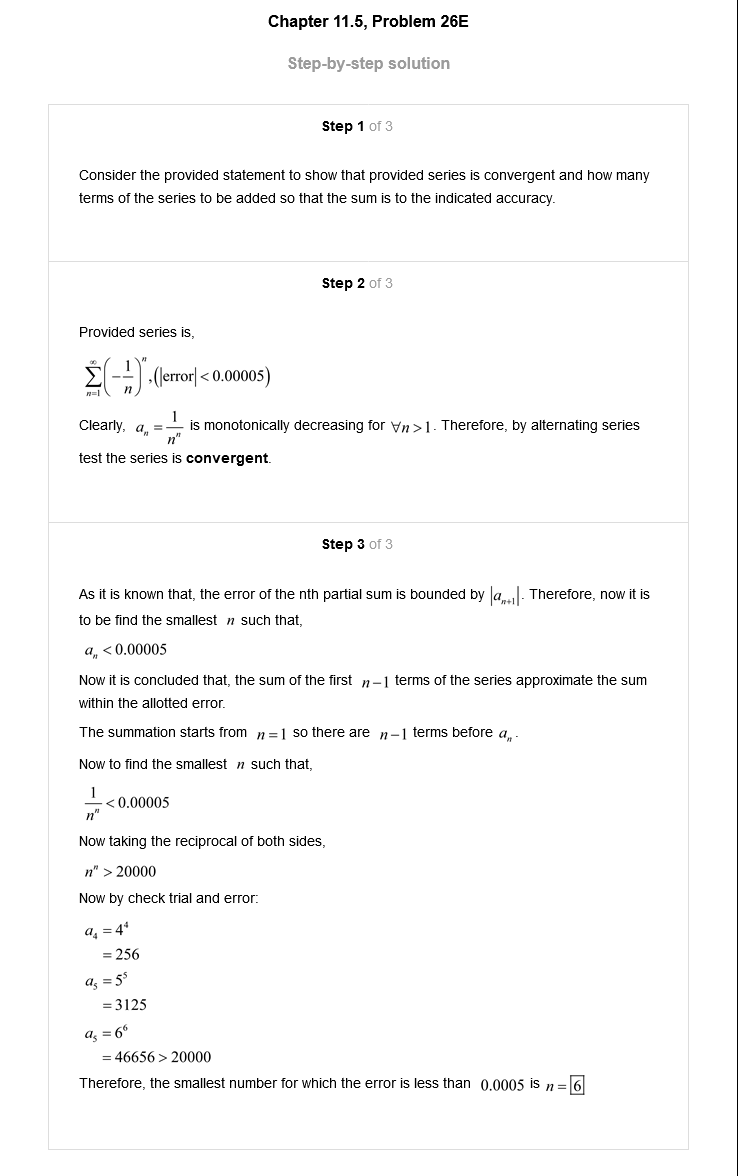 Chapter 11.5, Problem 26E
Step-by-step solution
Step 1 of 3
Consider the provided statement to show that provided series is convergent and how many
terms of the series to be added so that the sum is to the indicated accuracy.
Step 2 of 3
Provided series is,
\sum_{n=1}^{\infty}\left(-\frac{1}{n}\right)^{n},(|error| < 0.00005)
Clearly, a_n = \frac{1}{n^n} is monotonically decreasing for ∀n > 1. Therefore, by alternating series
test the series is convergent.
Step 3 of 3
As it is known that, the error of the nth partial sum is bounded by |a_{n+1}|. Therefore, now it is
to be find the smallest n such that,
a_n < 0.00005
Now it is concluded that, the sum of the first n−1 terms of the series approximate the sum
within the allotted error.
The summation starts from n = 1 so there are n−1 terms before a_n.
Now to find the smallest n such that,
\frac{1}{n^n} < 0.00005
Now taking the reciprocal of both sides,
n^n > 20000
Now by check trial and error:
a_4 = 4^4
= 256
a_5 = 5^5
= 3125
a_5 = 6^6
= 46656 > 20000
Therefore, the smallest number for which the error is less than 0.0005 is n = 6